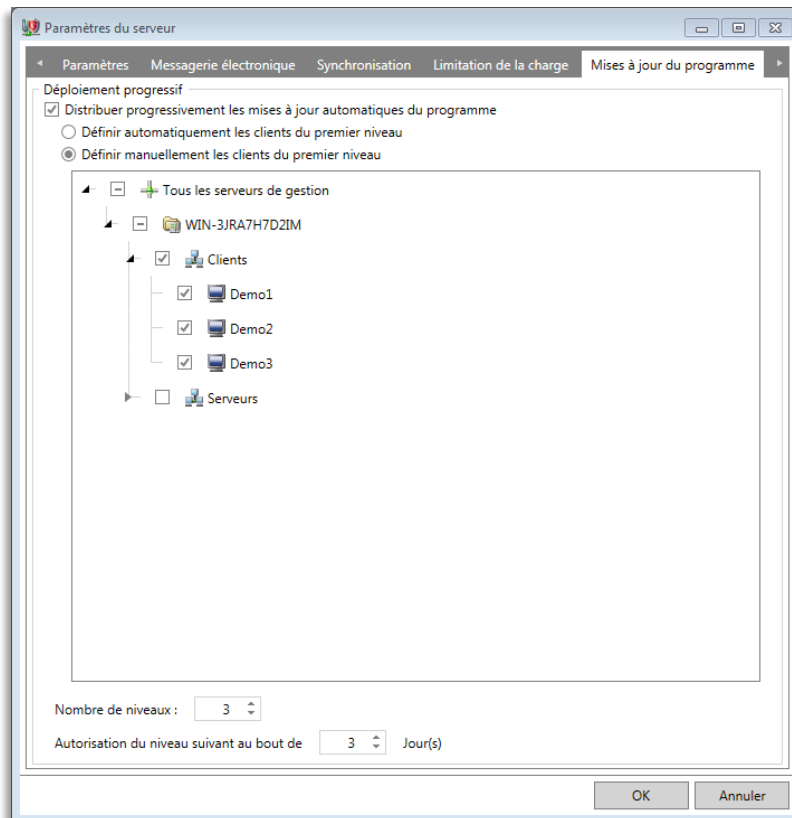 Paramètres du serveur
Paramètres Messagerie électronique Synchronisation Limitation de la charge Mises à jour du programme
Déploiement progressif
Distribuer progressivement les mises à jour automatiques du programme
Définir automatiquement les clients du premier niveau
Définir manuellement les clients du premier niveau
Tous les serveurs de gestion
WIN-3JRA7H7D2IM
Clients
Demo1
Demo2
Demo3
Serveurs
Nombre de niveaux : 3
Autorisation du niveau suivant au bout de 3 Jour(s)
OK Annuler